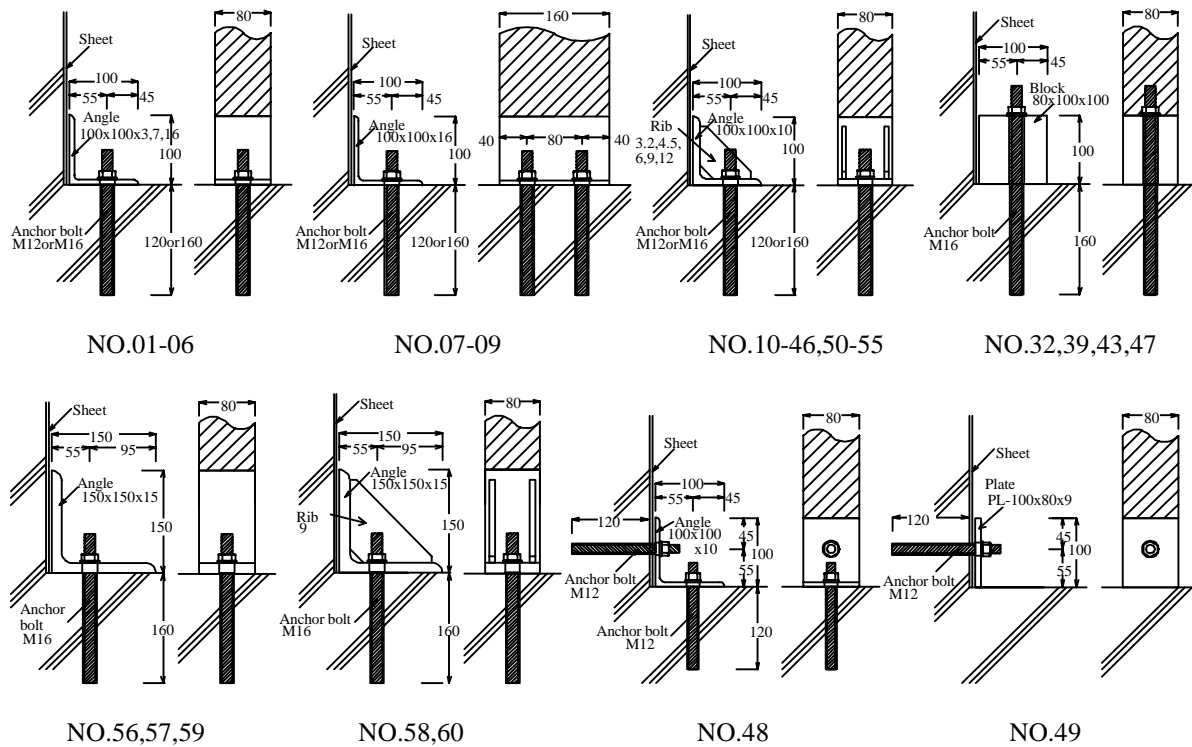 80
Sheet
100
55
45
Angle
100x100x3,7,16
100
Anchor bolt
M12orM16
120or160
NO.01-06
160
Sheet
100
55
45
Angle
100x100x16
100
40
80
40
Anchor bolt
M12orM16
120or160
NO.07-09
80
Sheet
100
55
45
Angle
100x100x10
Rib
3.2,4.5,
6,9,12
100
Anchor bolt
M12orM16
120or160
NO.10-46,50-55
80
Sheet
100
55
45
Block
80x100x100
100
Anchor bolt
M16
160
NO.32,39,43,47
80
Sheet
150
55
95
Angle
150x150x15
150
Anchor
bolt
M16
160
NO.56,57,59
80
Sheet
150
55
95
Angle
150x150x15
Rib
9
150
Anchor bolt
M16
160
NO.58,60
80
Sheet
100
55
45
120
Angle
100x100
x10
45
100
55
Anchor bolt
M12
Anchor bolt
M12
120
NO.48
80
Sheet
Plate
PL-100x80x9
120
45
100
55
Anchor bolt
M12
NO.49